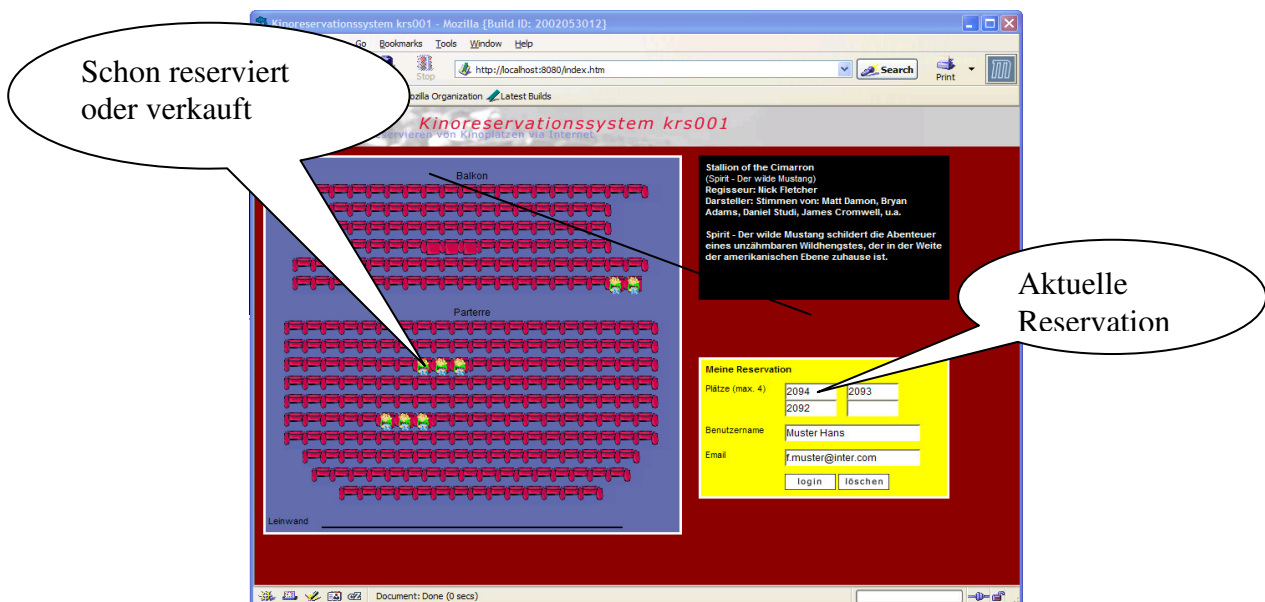 Kinoreservationssystem krs001 - Mozilla {Build ID: 2002053012}
Go Bookmarks Tools Window Help
Schon reserviert
oder verkauft
Stop http://localhost:8080/index.htm Search Print
Organization Latest Builds
Kinoreservationssystem krs001
von Kinoplätzen via Internet
Balkon
Parterre
Leinwand
Stallion of the Cimarron
(Spirit - Der wilde Mustang)
Regisseur: Nick Fletcher
Darsteller: Stimmen von: Matt Damon, Bryan
Adams, Daniel Studi, James Cromwell, u.a.
Spirit - Der wilde Mustang schildert die Abenteuer
eines unzähmbaren Wildhengstes, der in der Weite
der amerikanischen Ebene zuhause ist.
Aktuelle
Reservation
Meine Reservation
Plätze (max. 4) 2094 2093
2092
Benutzername Muster Hans
Email f.muster@inter.com
login löschen
Document: Done (0 secs)